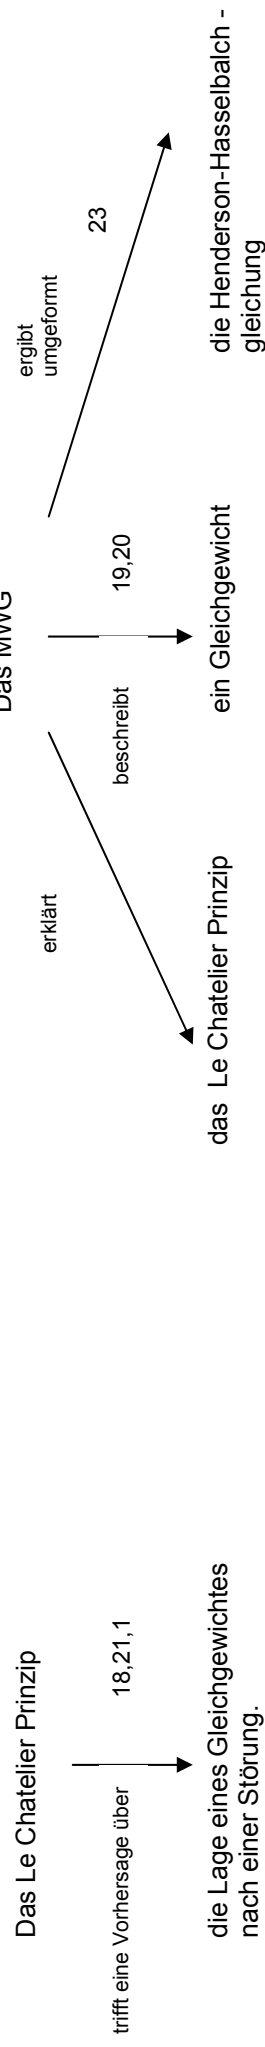 Das Le Chatelier Prinzip
trifft eine Vorhersage über
18,21,1
die Lage eines Gleichgewichtes
nach einer Störung.
Das MWG
erklärt
beschreibt
19,20
ergibt
umgeformt
23
das Le Chatelier Prinzip
ein Gleichgewicht
die Henderson-Hasselbalch -
gleichung